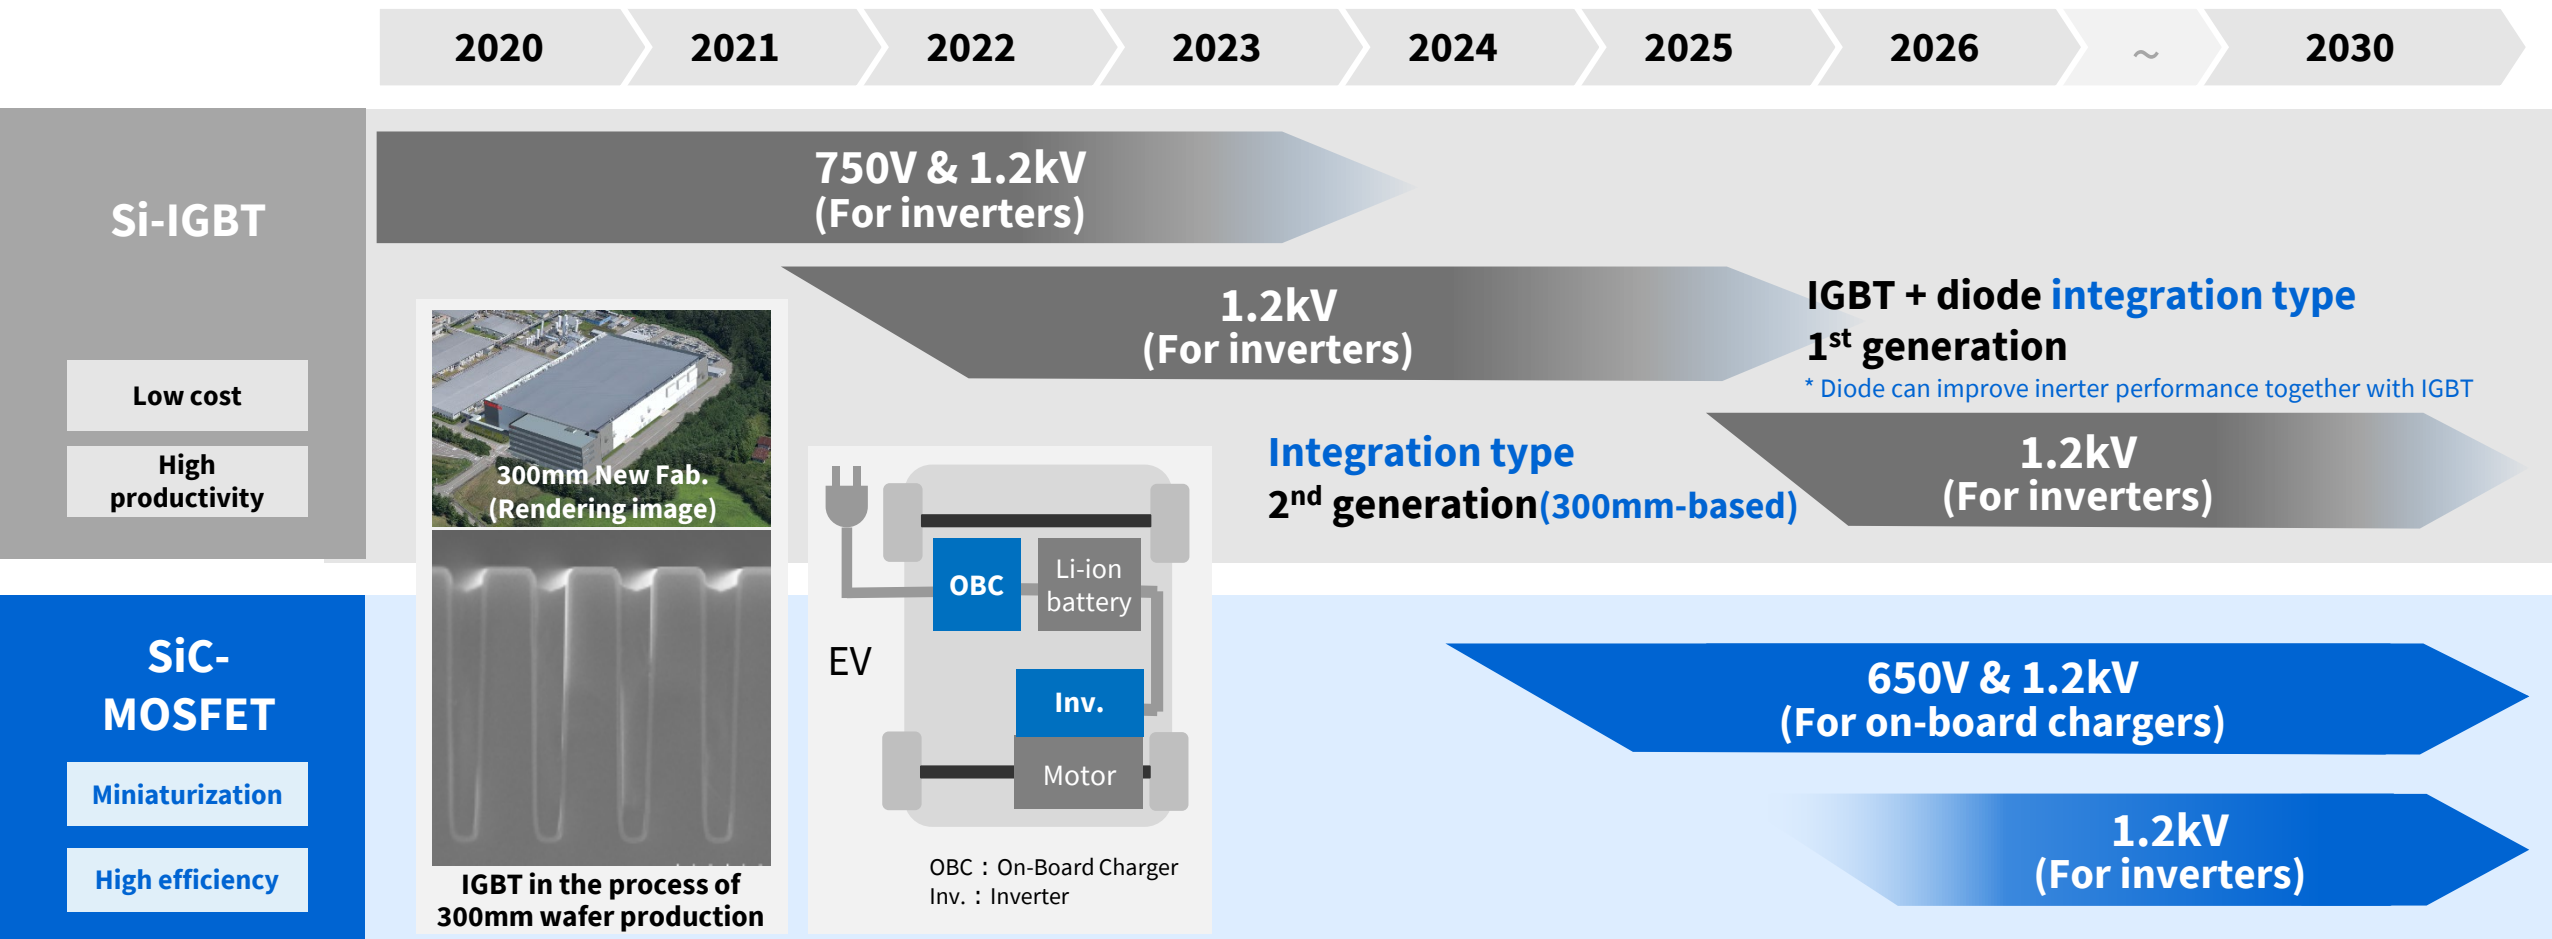 2020
2021
2022
2023
2024
2025
2026
～
2030
Si-IGBT
Low cost
High
productivity
750V & 1.2kV
(For inverters)
1.2kV
(For inverters)
IGBT + diode integration type
1st generation
* Diode can improve inerter performance together with IGBT
Integration type
2nd generation(300mm-based)
1.2kV
(For inverters)
300mm New Fab.
(Rendering image)
IGBT in the process of
300mm wafer production
EV
OBC
Li-ion
battery
Inv.
Motor
OBC：On-Board Charger
Inv.：Inverter
SiC-
MOSFET
Miniaturization
High efficiency
650V & 1.2kV
(For on-board chargers)
1.2kV
(For inverters)